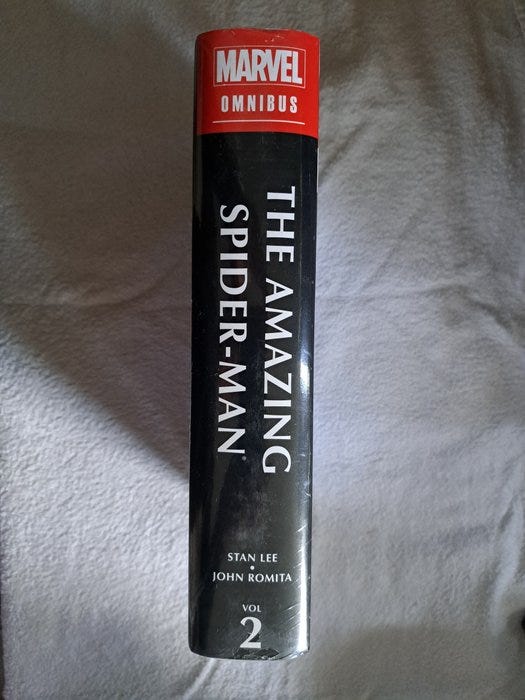 MARVEL
OMNIBUS
THE AMAZING
SPIDER-MAN®
STAN LEE
•
JOHN ROMITA
VOL
2